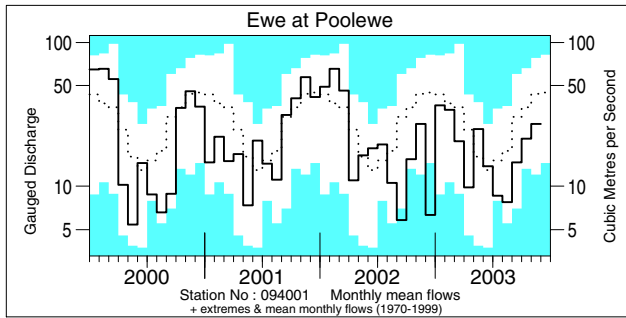 Ewe at Poolewe
100
50
10
5
Gauged Discharge
100
50
10
5
Cubic Metres per Second
2000 2001 2002 2003
Station No : 094001 Monthly mean flows
+ extremes & mean monthly flows (1970-1999)